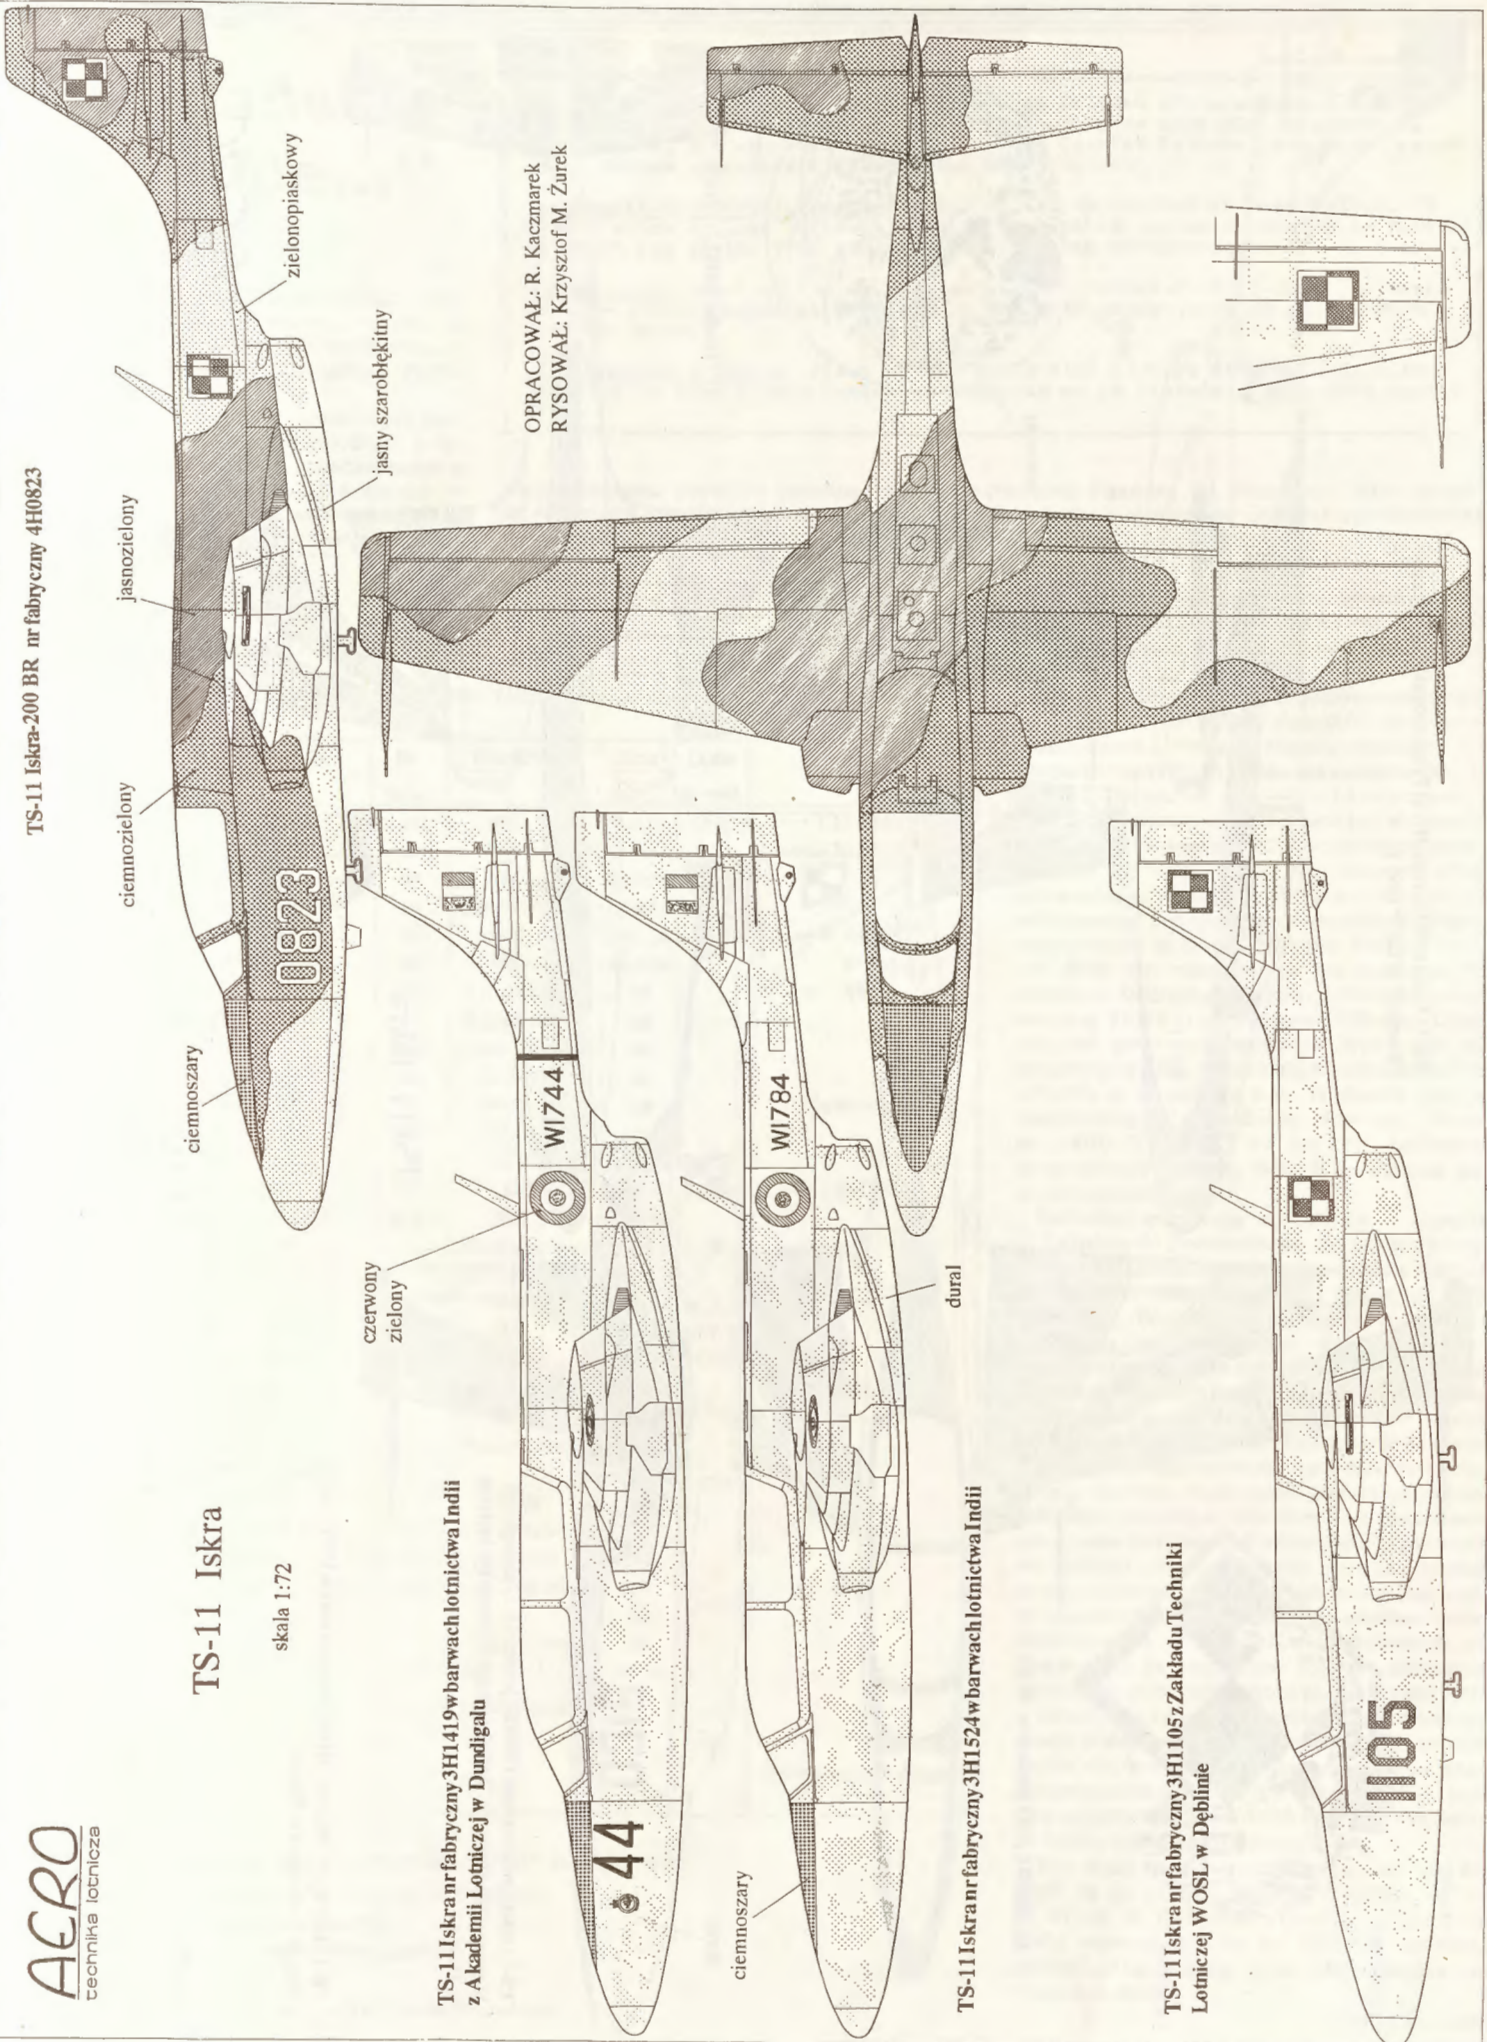 AERO
technika lotnicza
TS-11 Iskra
skala 1:72
TS-11 Iskra-200 BR nr fabryczny 4H0823
ciemnoszary
ciemnozielony
jasnozielony
zielonopiaskowy
jasny szarobłękitny
0823
OPRACOWAŁ: R. Kaczmarek
RYSOWAŁ: Krzysztof M. Żurek
TS-11 Iskra nr fabryczny 3H1419 w barwach lotnictwa Indii
z Akademii Lotniczej w Dundigalu
czerwony
zielony
44
W1744
ciemnoszary
W1784
dural
TS-11 Iskra nr fabryczny 3H1524 w barwach lotnictwa Indii
TS-11 Iskra nr fabryczny 3H1105 z Zakładu Techniki
Lotniczej WOSL w Dęblinie
1105